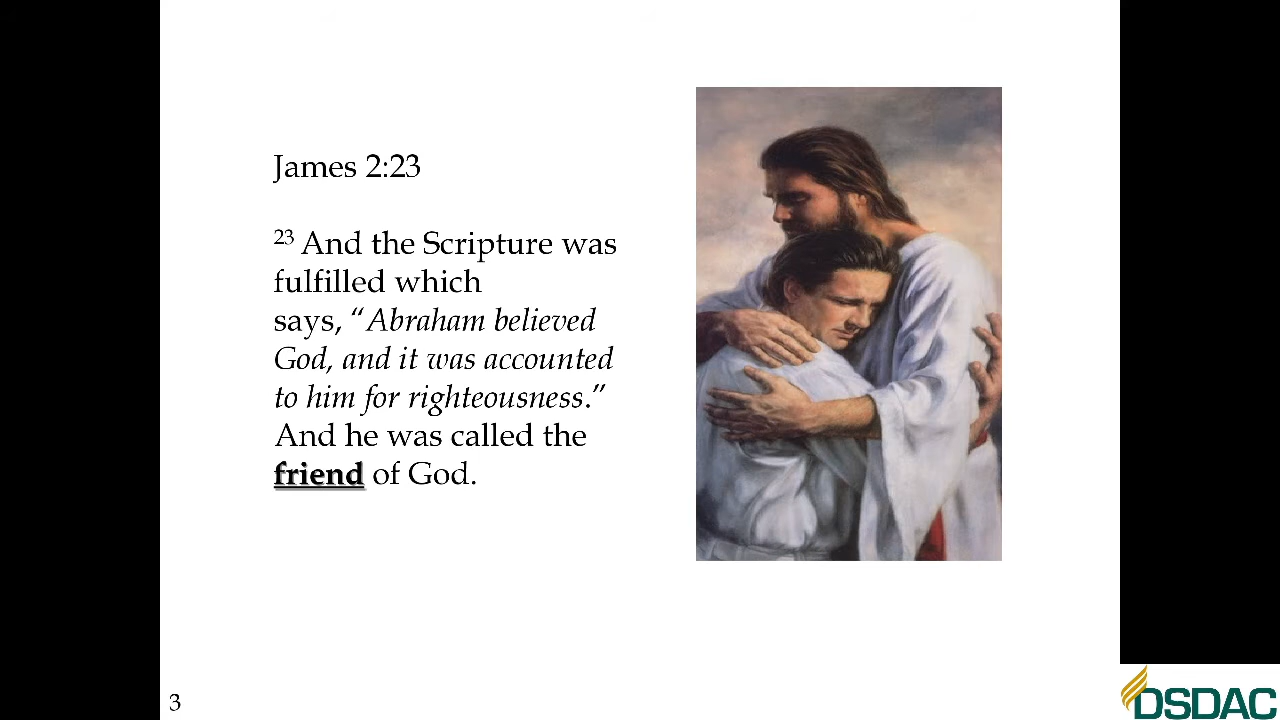 James 2:23
²³ And the Scripture was
fulfilled which
says, “Abraham believed
God, and it was accounted
to him for righteousness.”
And he was called the
friend of God.
3
DSDAC